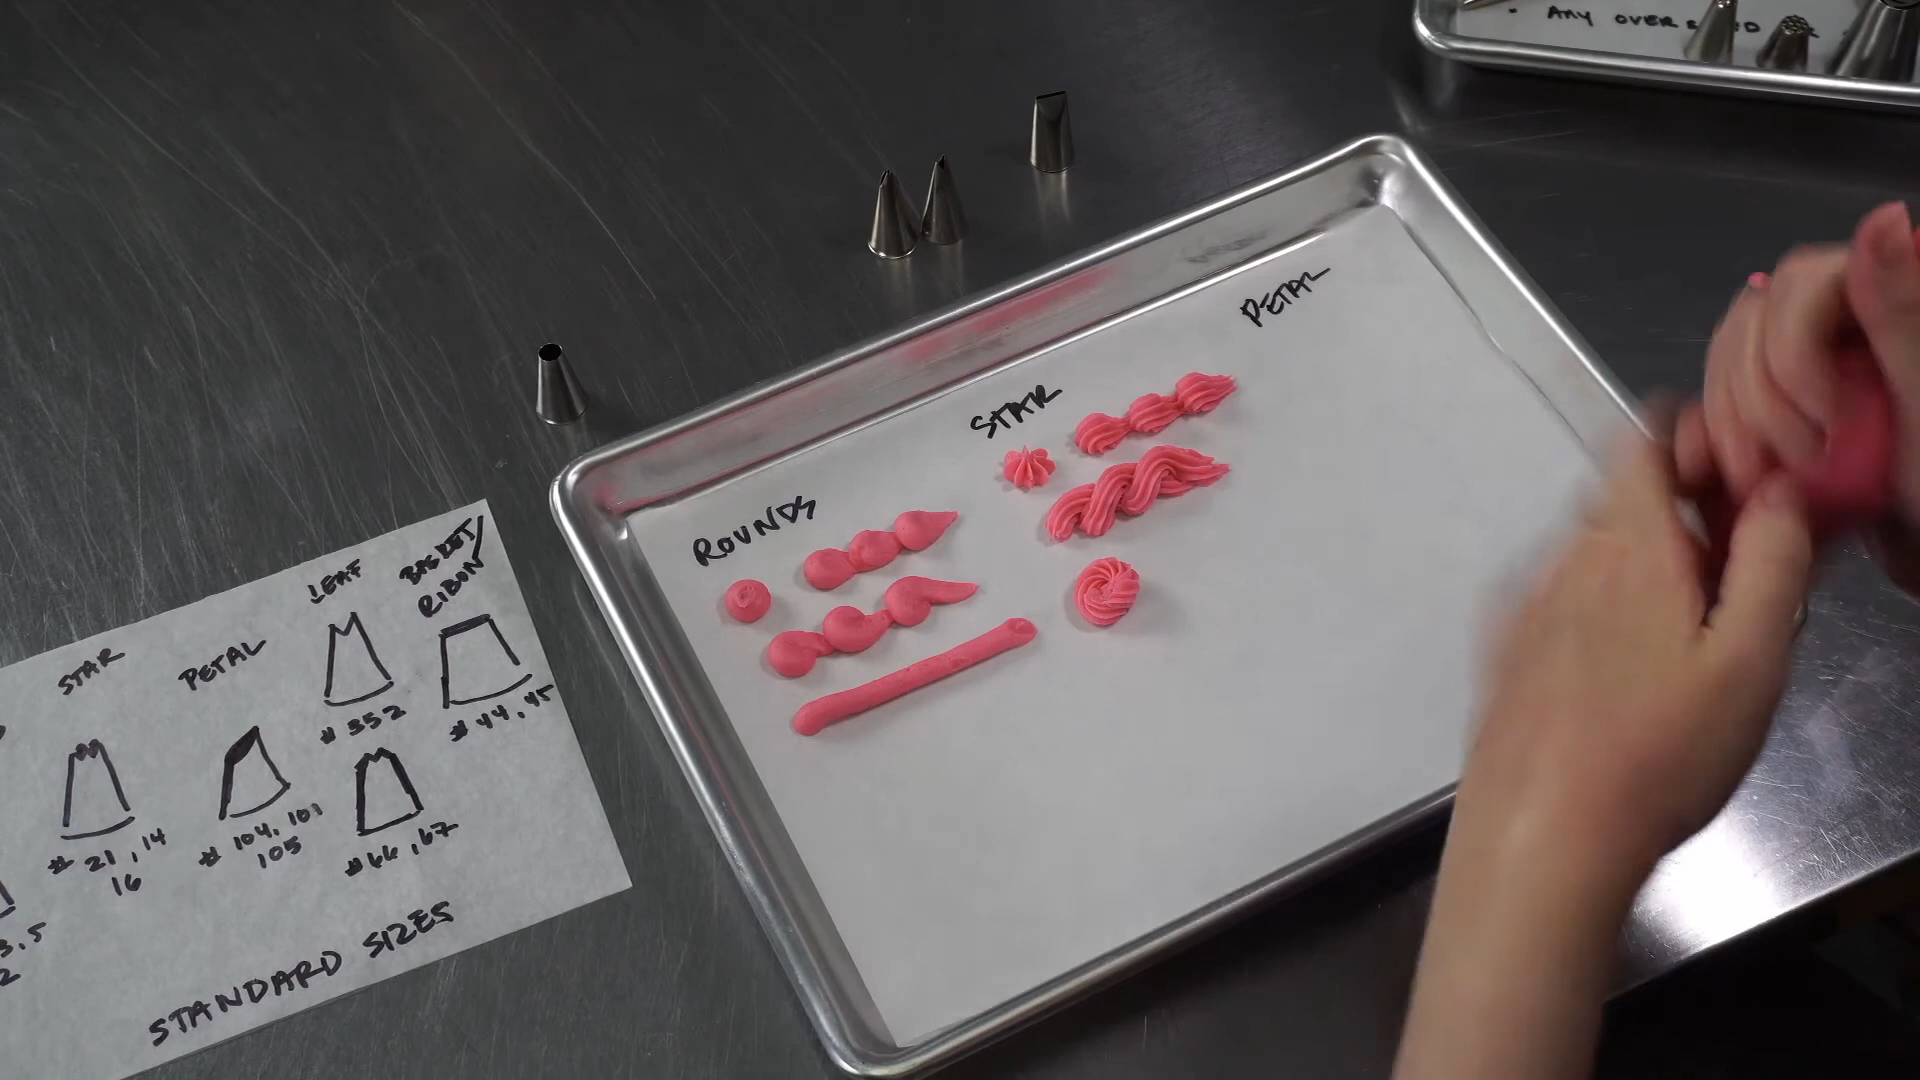 ANY OVER
PETAL
STAR
ROUNDS
BASKET/
RIBON
LEAF
STAR
PETAL
# 352
# 44, 45
# 21, 14
16
# 104, 101
105
# 66, 67
3.5
2
STANDARD SIZES